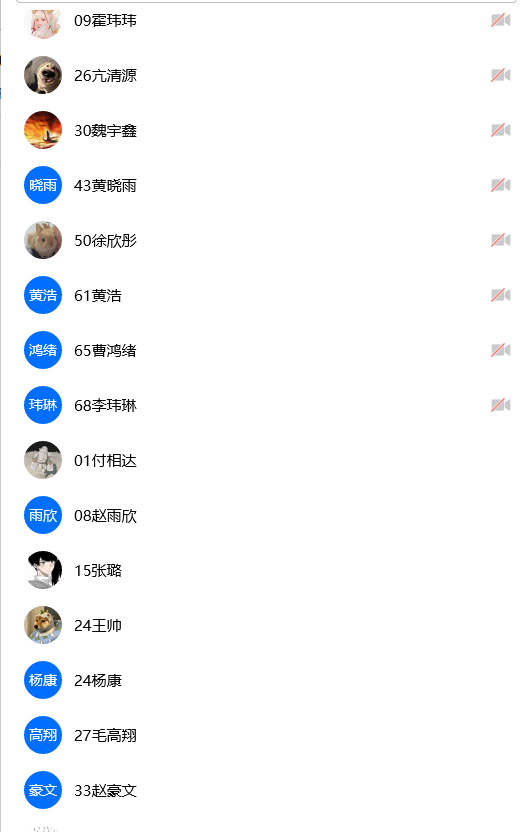 09霍玮玮
26亢清源
30魏宇鑫
晓雨 43黄晓雨
50徐欣彤
黄浩 61黄浩
鸿绪 65曹鸿绪
玮琳 68李玮琳
01付相达
雨欣 08赵雨欣
15张璐
24王帅
杨康 24杨康
高翔 27毛高翔
豪文 33赵豪文